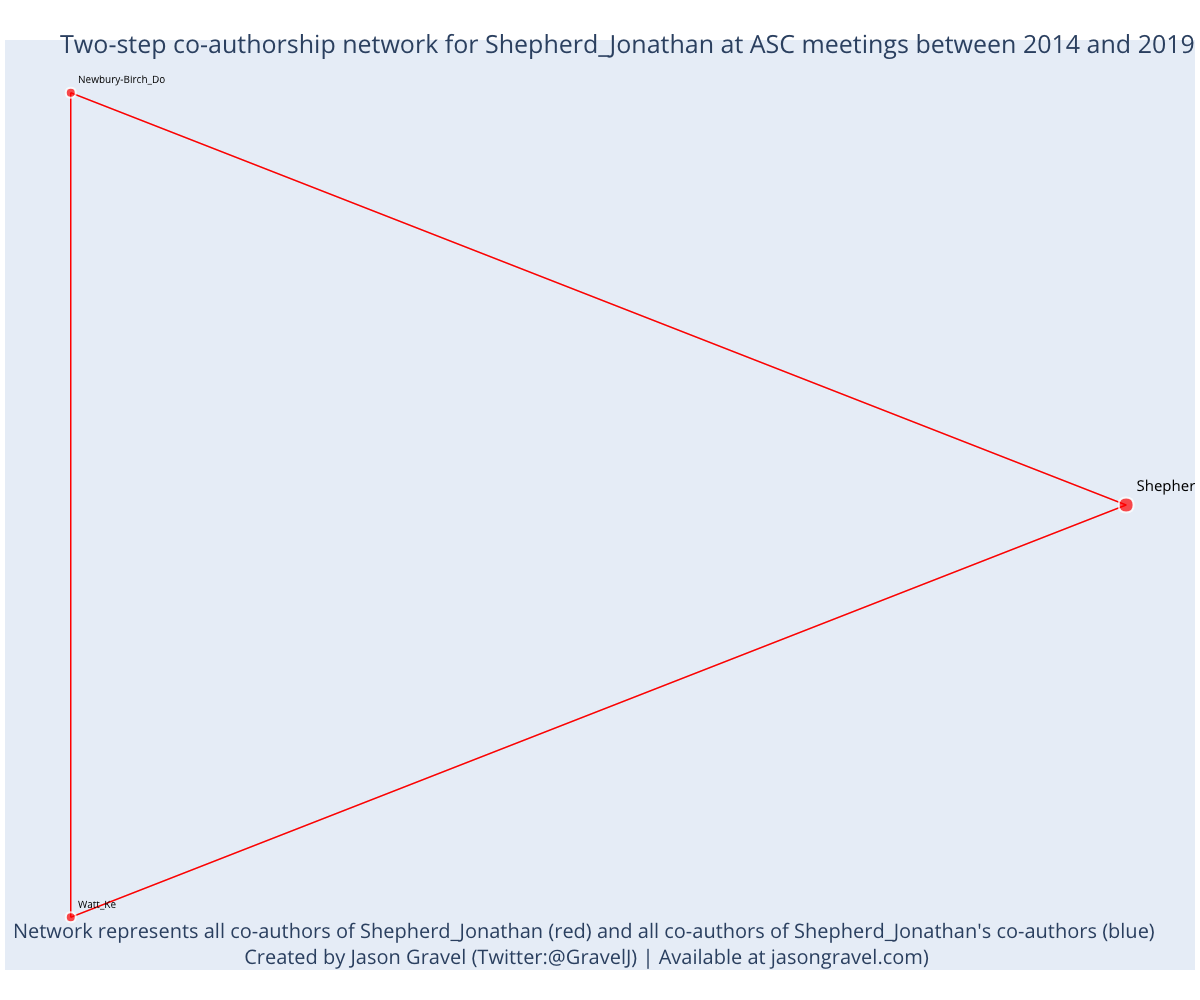 Two-step co-authorship network for Shepherd_Jonathan at ASC meetings between 2014 and 2019
Newbury-Birch_Do
Shepher
Watt_Ke
Network represents all co-authors of Shepherd_Jonathan (red) and all co-authors of Shepherd_Jonathan's co-authors (blue)
Created by Jason Gravel (Twitter:@GravelJ) | Available at jasongravel.com)